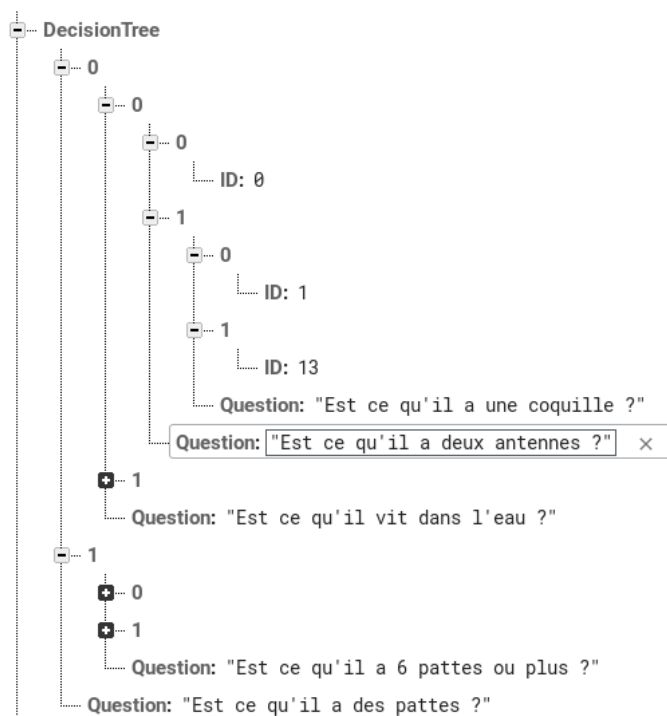 DecisionTree
0
0
0
ID: 0
1
0
ID: 1
1
ID: 13
Question: "Est ce qu'il a une coquille ?"
Question: "Est ce qu'il a deux antennes ?" ×
1
Question: "Est ce qu'il vit dans l'eau ?"
1
0
1
Question: "Est ce qu'il a 6 pattes ou plus ?"
Question: "Est ce qu'il a des pattes ?"